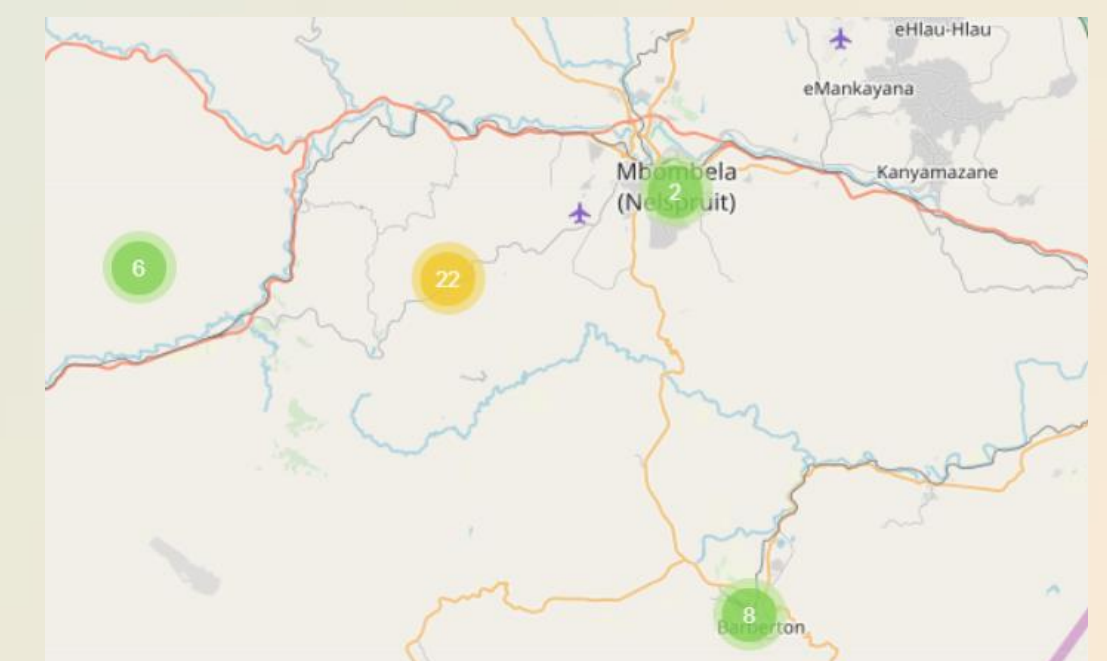 eHlau-Hlau
eMankayana
Kanyamazane
Mbombela
(Nelspruit)
2
6
22
8
Barberton